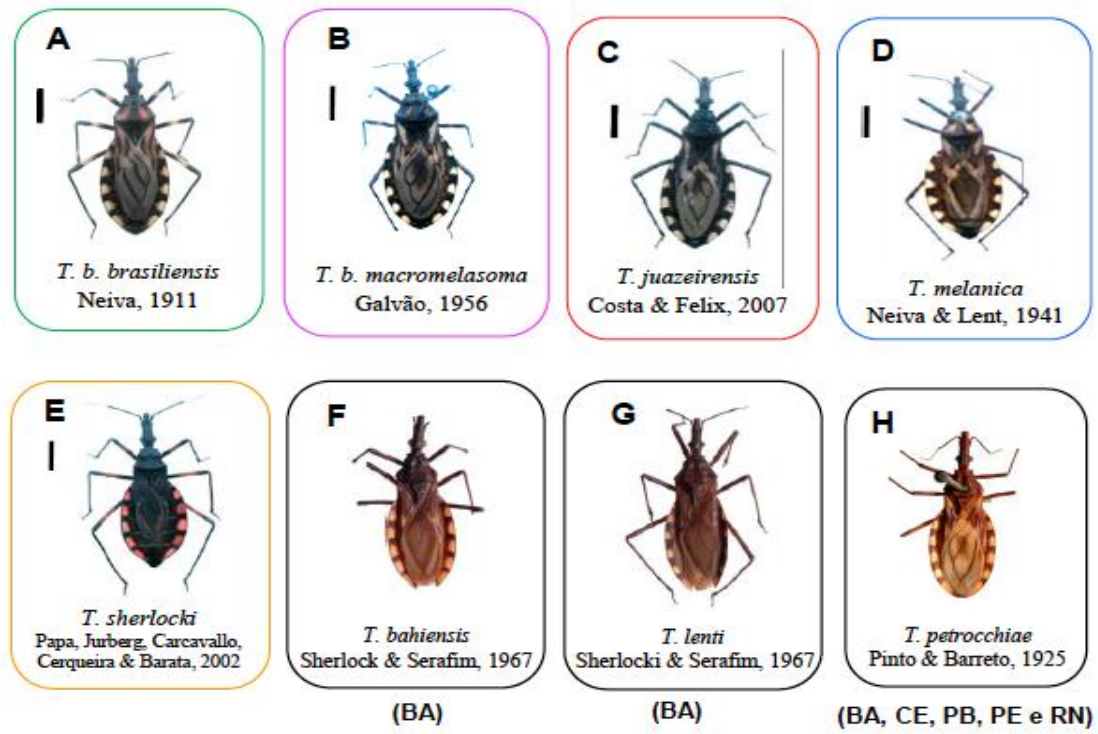 A
T. b. brasiliensis
Neiva, 1911
B
T. b. macromelasoma
Galvão, 1956
C
T. juazeirensis
Costa & Felix, 2007
D
T. melanica
Neiva & Lent, 1941
E
T. sherlocki
Papa, Jurberg, Carcavallo,
Cerqueira & Barata, 2002
F
T. bahiensis
Sherlock & Serafim, 1967
(BA)
G
T. lenti
Sherlocki & Serafim, 1967
(BA)
H
T. petrocchiae
Pinto & Barreto, 1925
(BA, CE, PB, PE e RN)